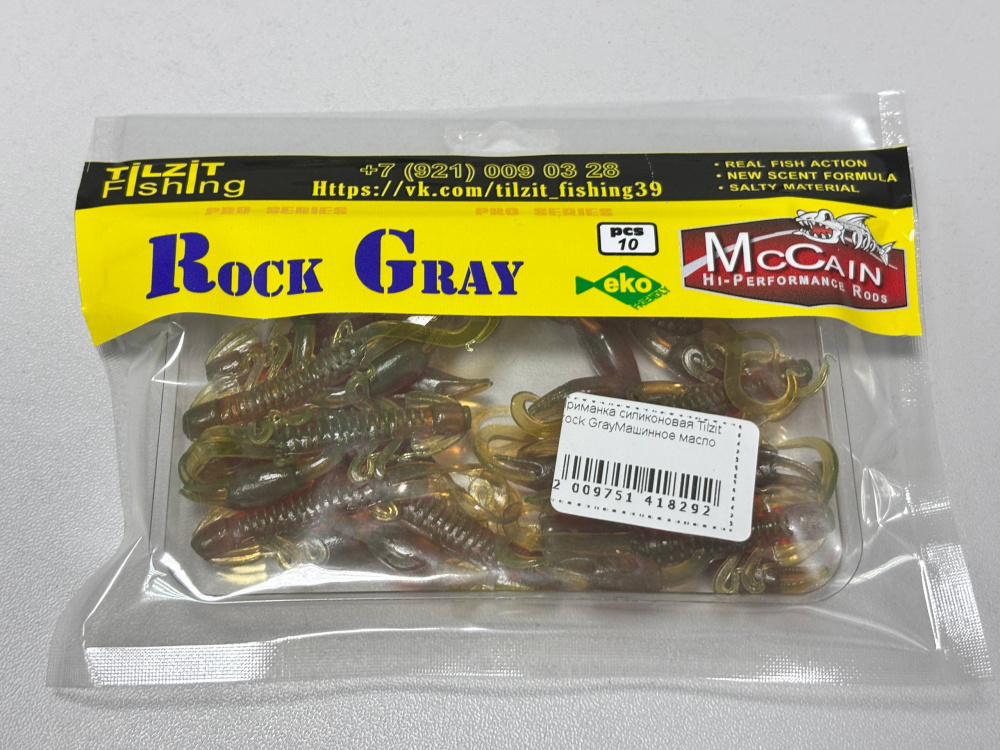 TiLZiT
Fishing
+7 (921) 009 03 28
Https://vk.com/tilzit_fishing39
• REAL FISH ACTION
• NEW SCENT FORMULA
• SALTY MATERIAL
PRO SERIES PRO SERIES
ROCK GRAY
pcs
10
eko
MCCAIN
HI-PERFORMANCE RODS
риманка силиконовая Tilzit
ock GrayМашинное масло
2 009751 418292